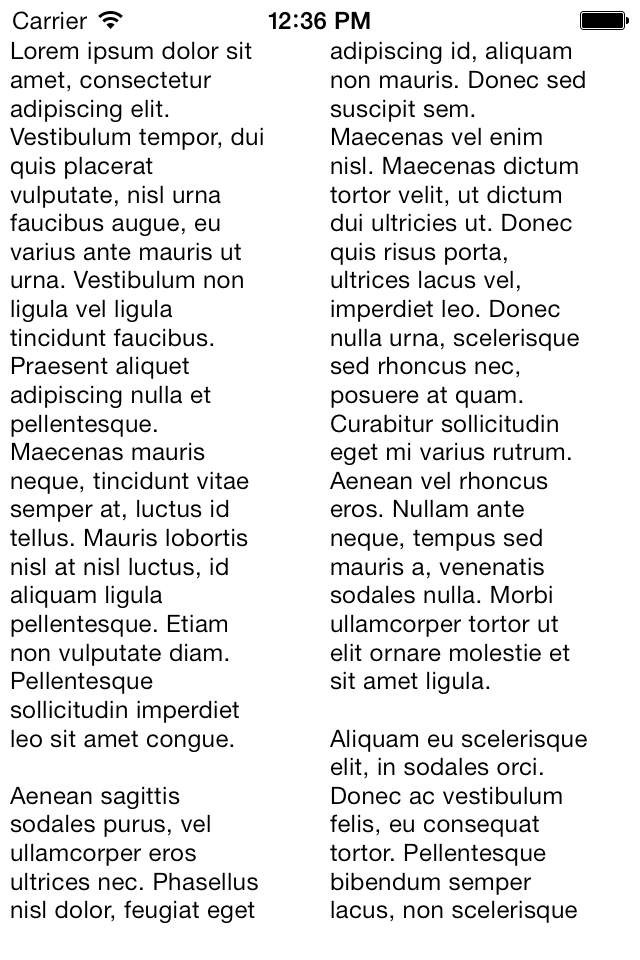 Carrier 12:36 PM
Lorem ipsum dolor sit
amet, consectetur
adipiscing elit.
Vestibulum tempor, dui
quis placerat
vulputate, nisl urna
faucibus augue, eu
varius ante mauris ut
urna. Vestibulum non
ligula vel ligula
tincidunt faucibus.
Praesent aliquet
adipiscing nulla et
pellentesque.
Maecenas mauris
neque, tincidunt vitae
semper at, luctus id
tellus. Mauris lobortis
nisl at nisl luctus, id
aliquam ligula
pellentesque. Etiam
non vulputate diam.
Pellentesque
sollicitudin imperdiet
leo sit amet congue.

Aenean sagittis
sodales purus, vel
ullamcorper eros
ultrices nec. Phasellus
nisl dolor, feugiat eget
adipiscing id, aliquam
non mauris. Donec sed
suscipit sem.
Maecenas vel enim
nisl. Maecenas dictum
tortor velit, ut dictum
dui ultricies ut. Donec
quis risus porta,
ultrices lacus vel,
imperdiet leo. Donec
nulla urna, scelerisque
sed rhoncus nec,
posuere at quam.
Curabitur sollicitudin
eget mi varius rutrum.
Aenean vel rhoncus
eros. Nullam ante
neque, tempus sed
mauris a, venenatis
sodales nulla. Morbi
ullamcorper tortor ut
elit ornare molestie et
sit amet ligula.

Aliquam eu scelerisque
elit, in sodales orci.
Donec ac vestibulum
felis, eu consequat
tortor. Pellentesque
bibendum semper
lacus, non scelerisque